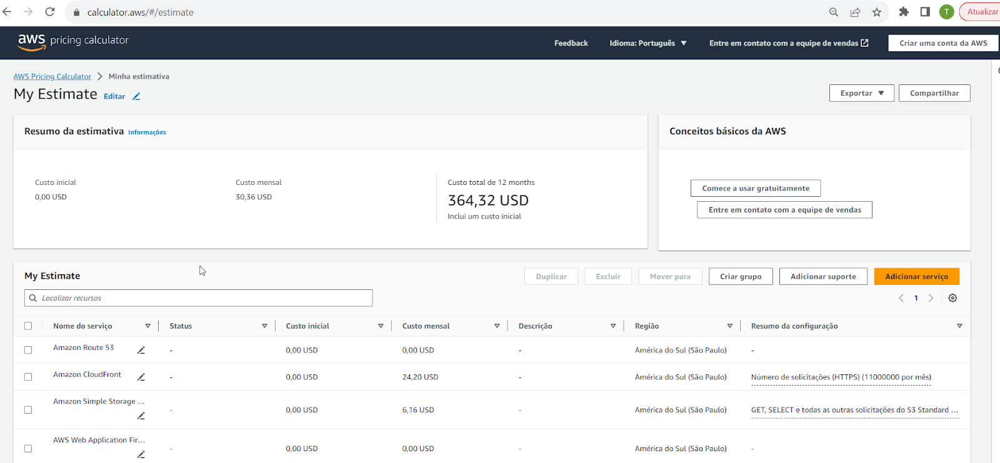 calculator.aws/#/estimate
T
Atualizar
aws pricing calculator
Feedback
Idioma: Português
Entre em contato com a equipe de vendas
Criar uma conta da AWS
AWS Pricing Calculator
Minha estimativa
My Estimate
Editar
Exportar
Compartilhar
Resumo da estimativa
Informações
Custo inicial
0,00 USD
Custo mensal
30,36 USD
Custo total de 12 months
364,32 USD
Inclui um custo inicial
Conceitos básicos da AWS
Comece a usar gratuitamente
Entre em contato com a equipe de vendas
My Estimate
Duplicar
Excluir
Mover para
Criar grupo
Adicionar suporte
Adicionar serviço
Localizar recursos
1
Nome do serviço
Status
Custo inicial
Custo mensal
Descrição
Região
Resumo da configuração
Amazon Route 53
-
0,00 USD
0,00 USD
-
América do Sul (São Paulo)
-
Amazon CloudFront
-
0,00 USD
24,20 USD
-
América do Sul (São Paulo)
Número de solicitações (HTTPS) (11000000 por mês)
Amazon Simple Storage ...
-
0,00 USD
6,16 USD
-
América do Sul (São Paulo)
GET, SELECT e todas as outras solicitações do S3 Standard ...
AWS Web Application Fir...
-
0,00 USD
0,00 USD
-
América do Sul (São Paulo)
-